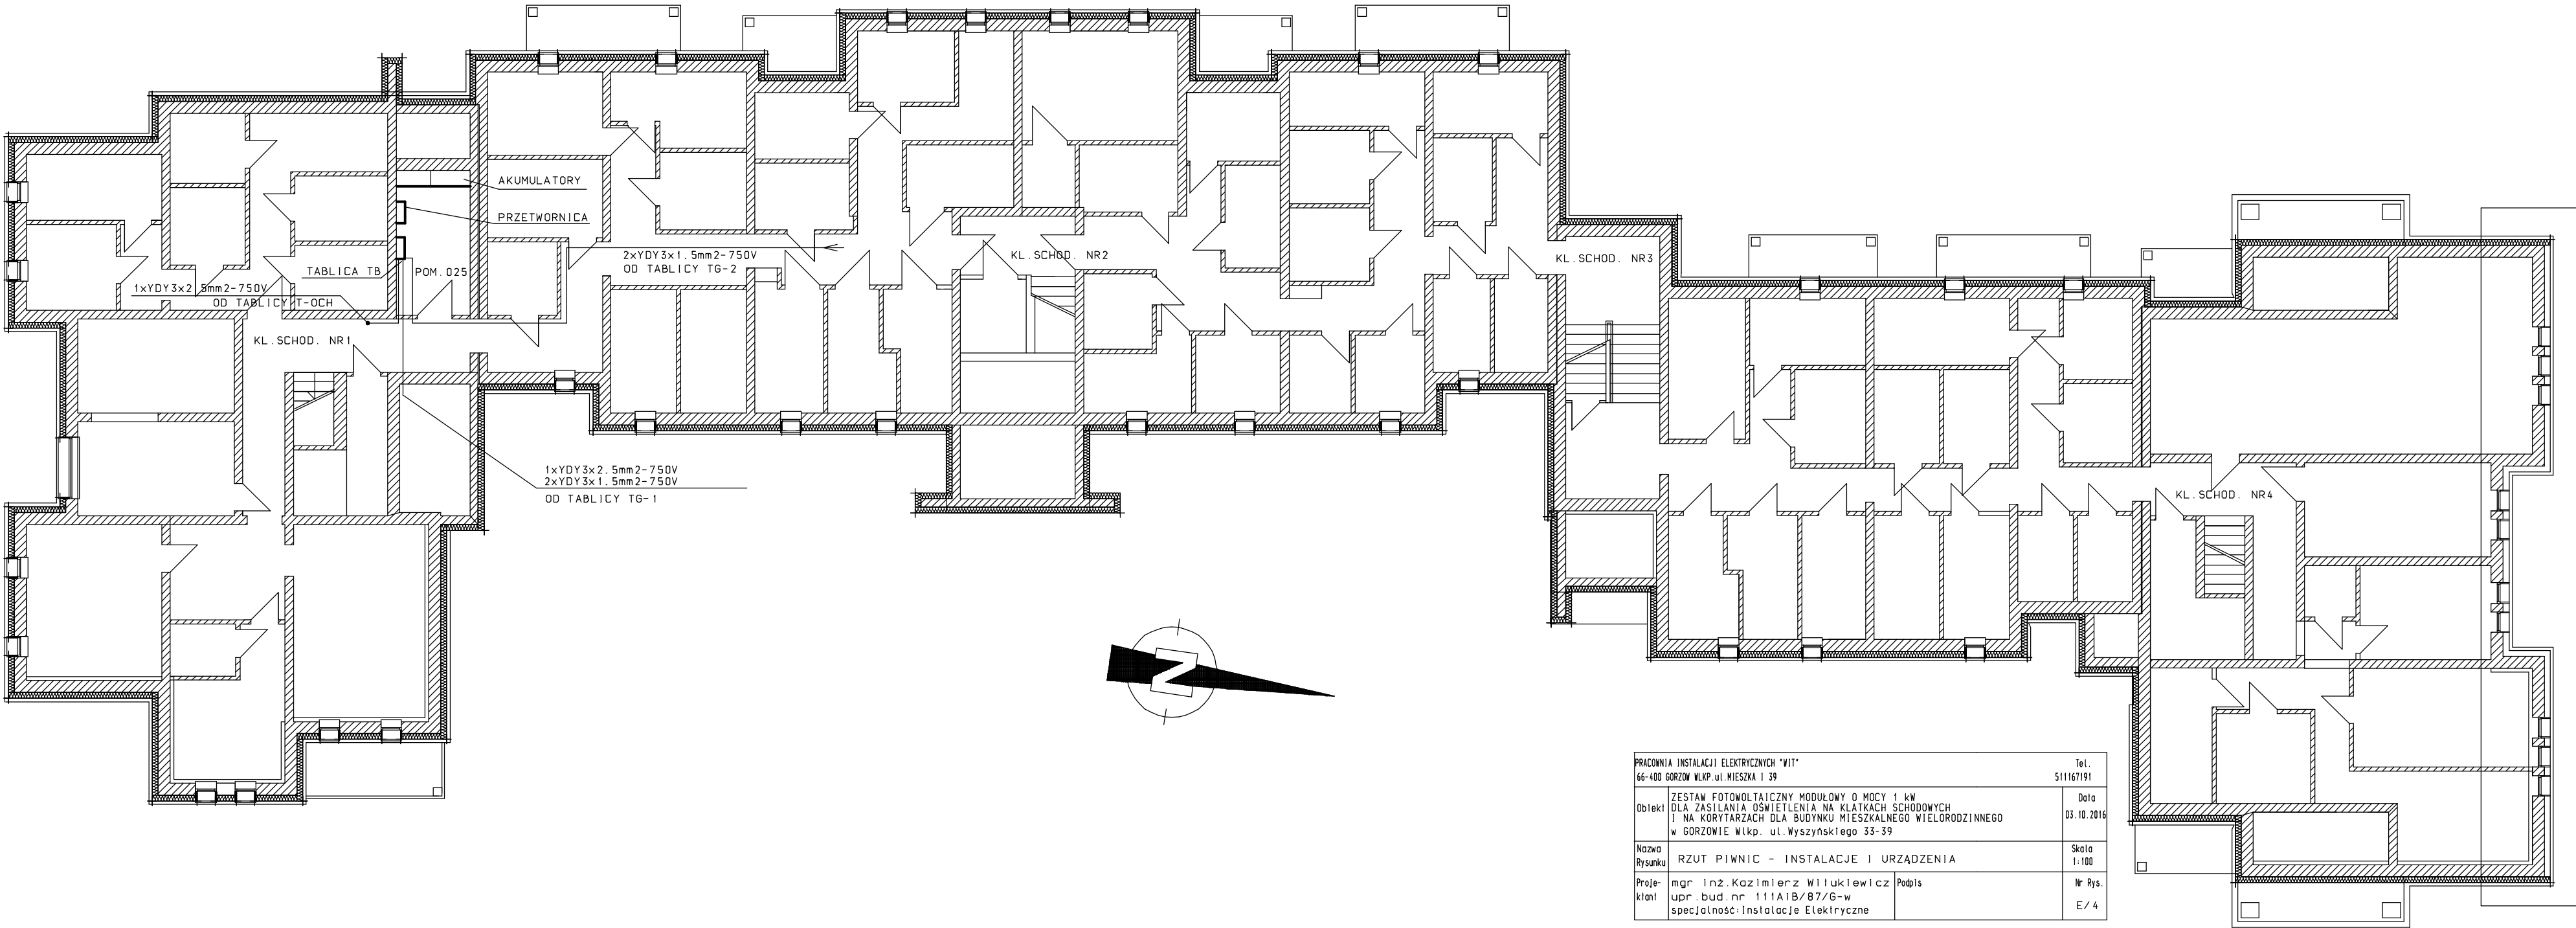 AKUMULATORY
PRZETWORNICA
KL.SCHOD. NR2
2xYDY3x1.5mm2-750V
OD TABLICY TG-2
KL.SCHOD. NR3
TABLICA TB
POM.025
1xYDY3x2.5mm2-750V
OD TABLICY T-OCH
KL.SCHOD. NR1
1xYDY3x2.5mm2-750V
2xYDY3x1.5mm2-750V
OD TABLICY TG-1
KL.SCHOD. NR4
N
PRACOWNIA INSTALACJI ELEKTRYCZNYCH "WIT"
66-400 GORZOW WLKP.ul.MIESZKA I 39
Tel.
511167191
Obiekt
ZESTAW FOTOWOLTAICZNY MODUŁOWY O MOCY 1 kW
DLA ZASILANIA OŚWIETLENIA NA KLATKACH SCHODOWYCH
I NA KORYTARZACH DLA BUDYNKU MIESZKALNEGO WIELORODZINNEGO
w GORZOWIE Wlkp. ul.Wyszyńskiego 33-39
Data
03.10.2016
Nazwa
Rysunku
RZUT PIWNIC - INSTALACJE I URZĄDZENIA
Skala
1:100
Proje-
ktant
mgr inż.Kazimierz Witukiewicz
upr.bud.nr 111AIB/87/G-w
specjalność:Instalacje Elektryczne
Podpis
Nr Rys.
E/4